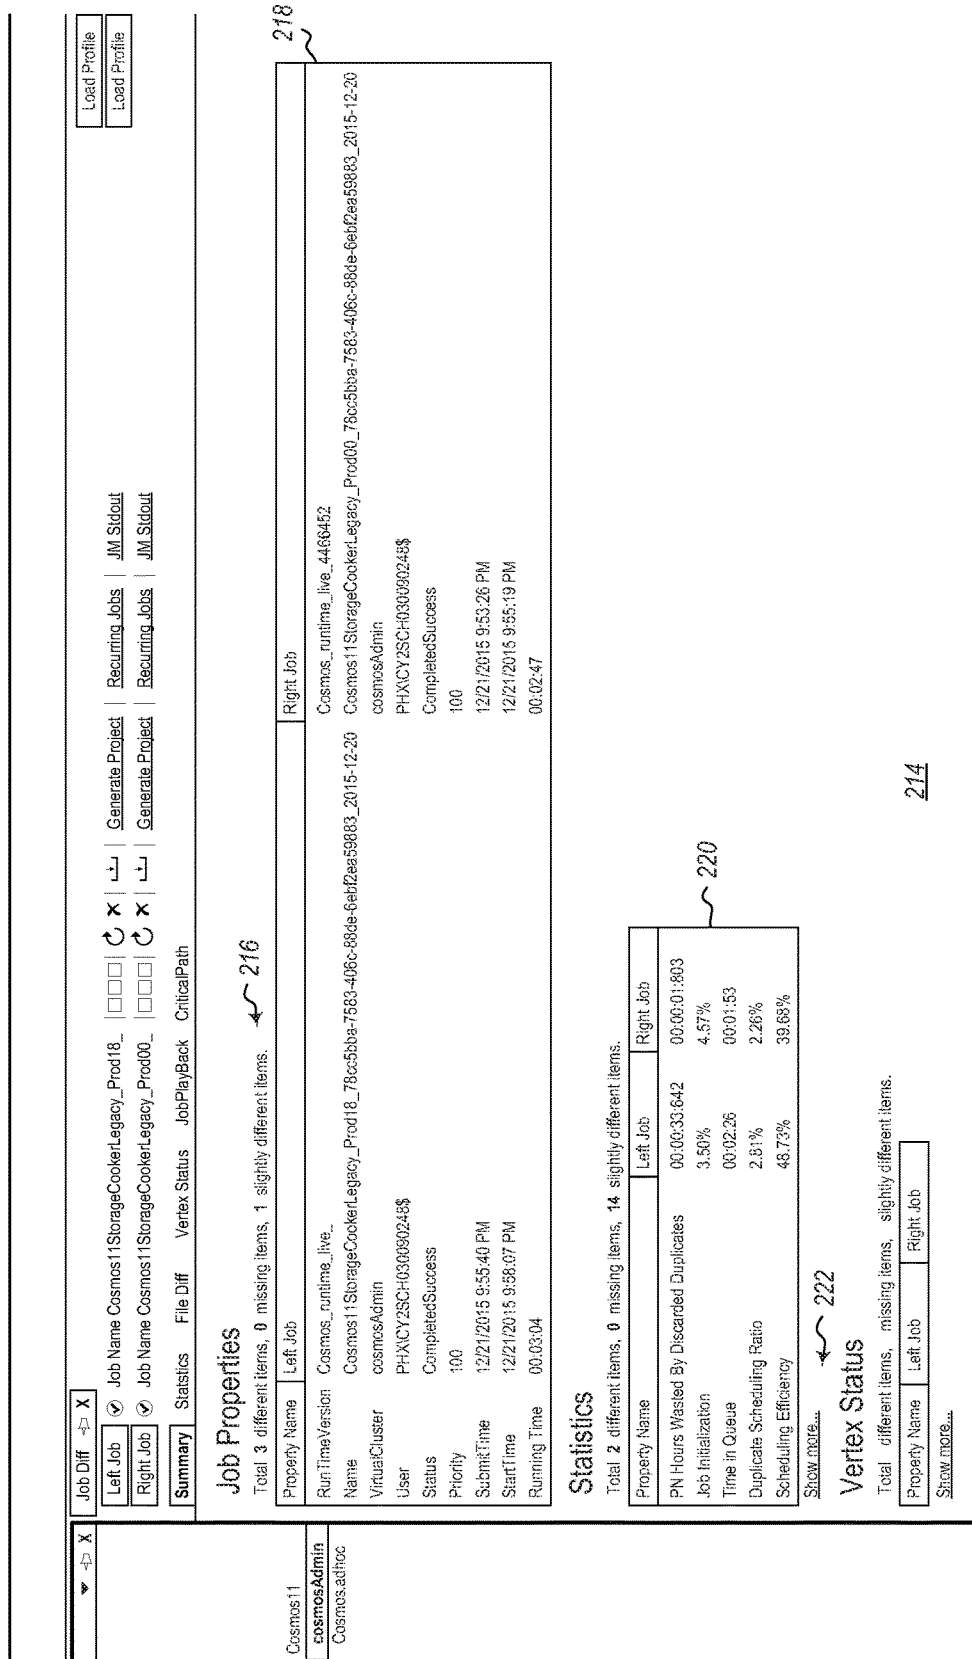 ▼ X
Job Diff X
Left Job Job Name Cosmos11StorageCookerLegacy_Prod18_ Generate Project | Recurring Jobs | JM Stdout Load Profile
Right Job Job Name Cosmos11StorageCookerLegacy_Prod00_ Generate Project | Recurring Jobs | JM Stdout Load Profile
Summary Statistics File Diff Vertex Status JobPlayBack CriticalPath
Cosmos11
cosmosAdmin
Cosmos.adhoc
Job Properties
Total 3 different items, 0 missing items, 1 slightly different items. 216
218
Property Name Left Job Right Job
RunTimeVersion Cosmos_runtime_live_ Cosmos_runtime_live_4466452
Name Cosmos11StorageCookerLegacy_Prod18_78cc5bba-7583-406c-88de-6ebf2ea59883_2015-12-20 Cosmos11StorageCookerLegacy_Prod00_78cc5bba-7583-406c-88de-6ebf2ea59883_2015-12-20
VirtualCluster cosmosAdmin cosmosAdmin
User PHX\CY2SCH030090248$ PHX\CY2SCH030090248$
Status CompletedSuccess CompletedSuccess
Priority 100 100
SubmitTime 12/21/2015 9:55:40 PM 12/21/2015 9:53:26 PM
StartTime 12/21/2015 9:58:07 PM 12/21/2015 9:55:19 PM
Running Time 00:03:04 00:02:47
Statistics
Total 2 different items, 0 missing items, 14 slightly different items.
Property Name Left Job Right Job
PN Hours Wasted By Discarded Duplicates 00:00:33:642 00:00:01:803
Job Initialization 3.50% 4.57%
Time in Queue 00:02:26 00:01:53
220
Duplicate Scheduling Ratio 2.81% 2.26%
Scheduling Efficiency 48.73% 39.68%
Show more... 222
Vertex Status
Total different items, missing items, slightly different items.
Property Name Left Job Right Job
214
Show more...